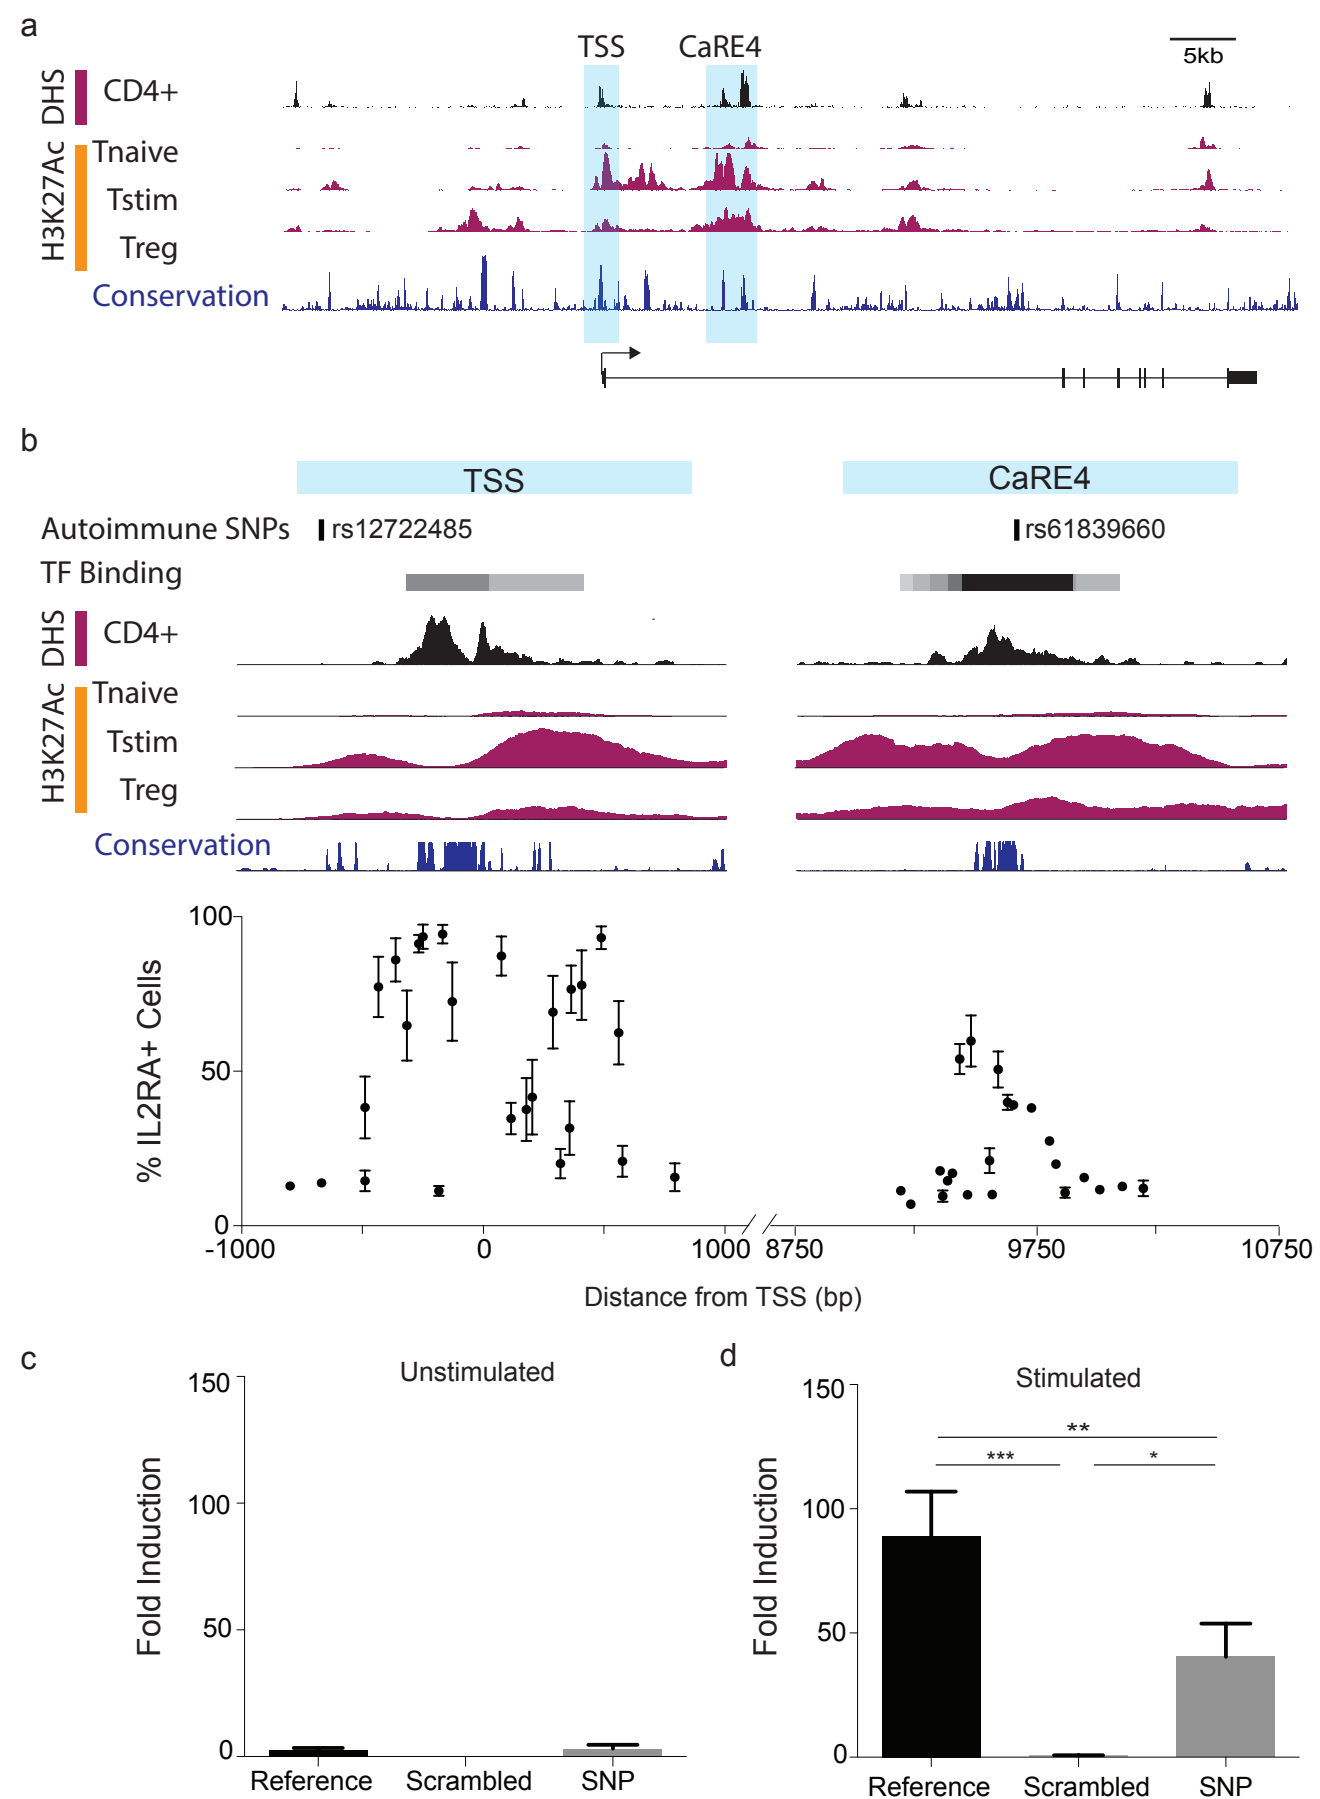 a
TSS CaRE4
5kb
DHS
CD4+
H3K27Ac
Tnaive
Tstim
Treg
Conservation
b
TSS CaRE4
Autoimmune SNPs rs12722485 rs61839660
TF Binding
DHS
CD4+
H3K27Ac
Tnaive
Tstim
Treg
Conservation
% IL2RA+ Cells
100
50
0
-1000 0 1000 8750 9750 10750
Distance from TSS (bp)
c
Unstimulated
Fold Induction
150
100
50
0
Reference Scrambled SNP
d
Stimulated
Fold Induction
150
100
50
0
**
*** *
Reference Scrambled SNP